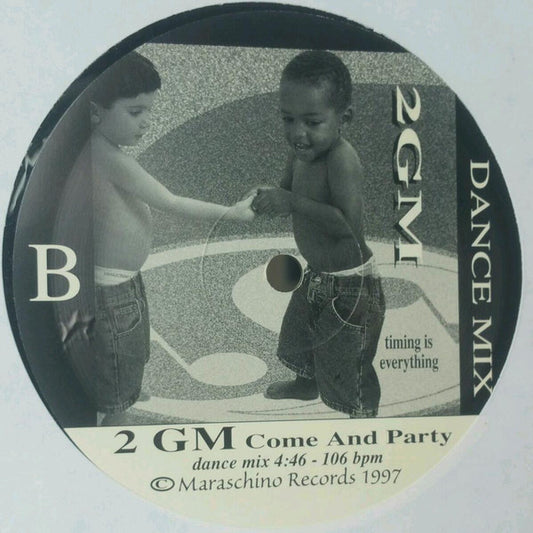 B
2GM
DANCE MIX
timing is
everything
2 GM Come And Party
dance mix 4:46 - 106 bpm
© Maraschino Records 1997